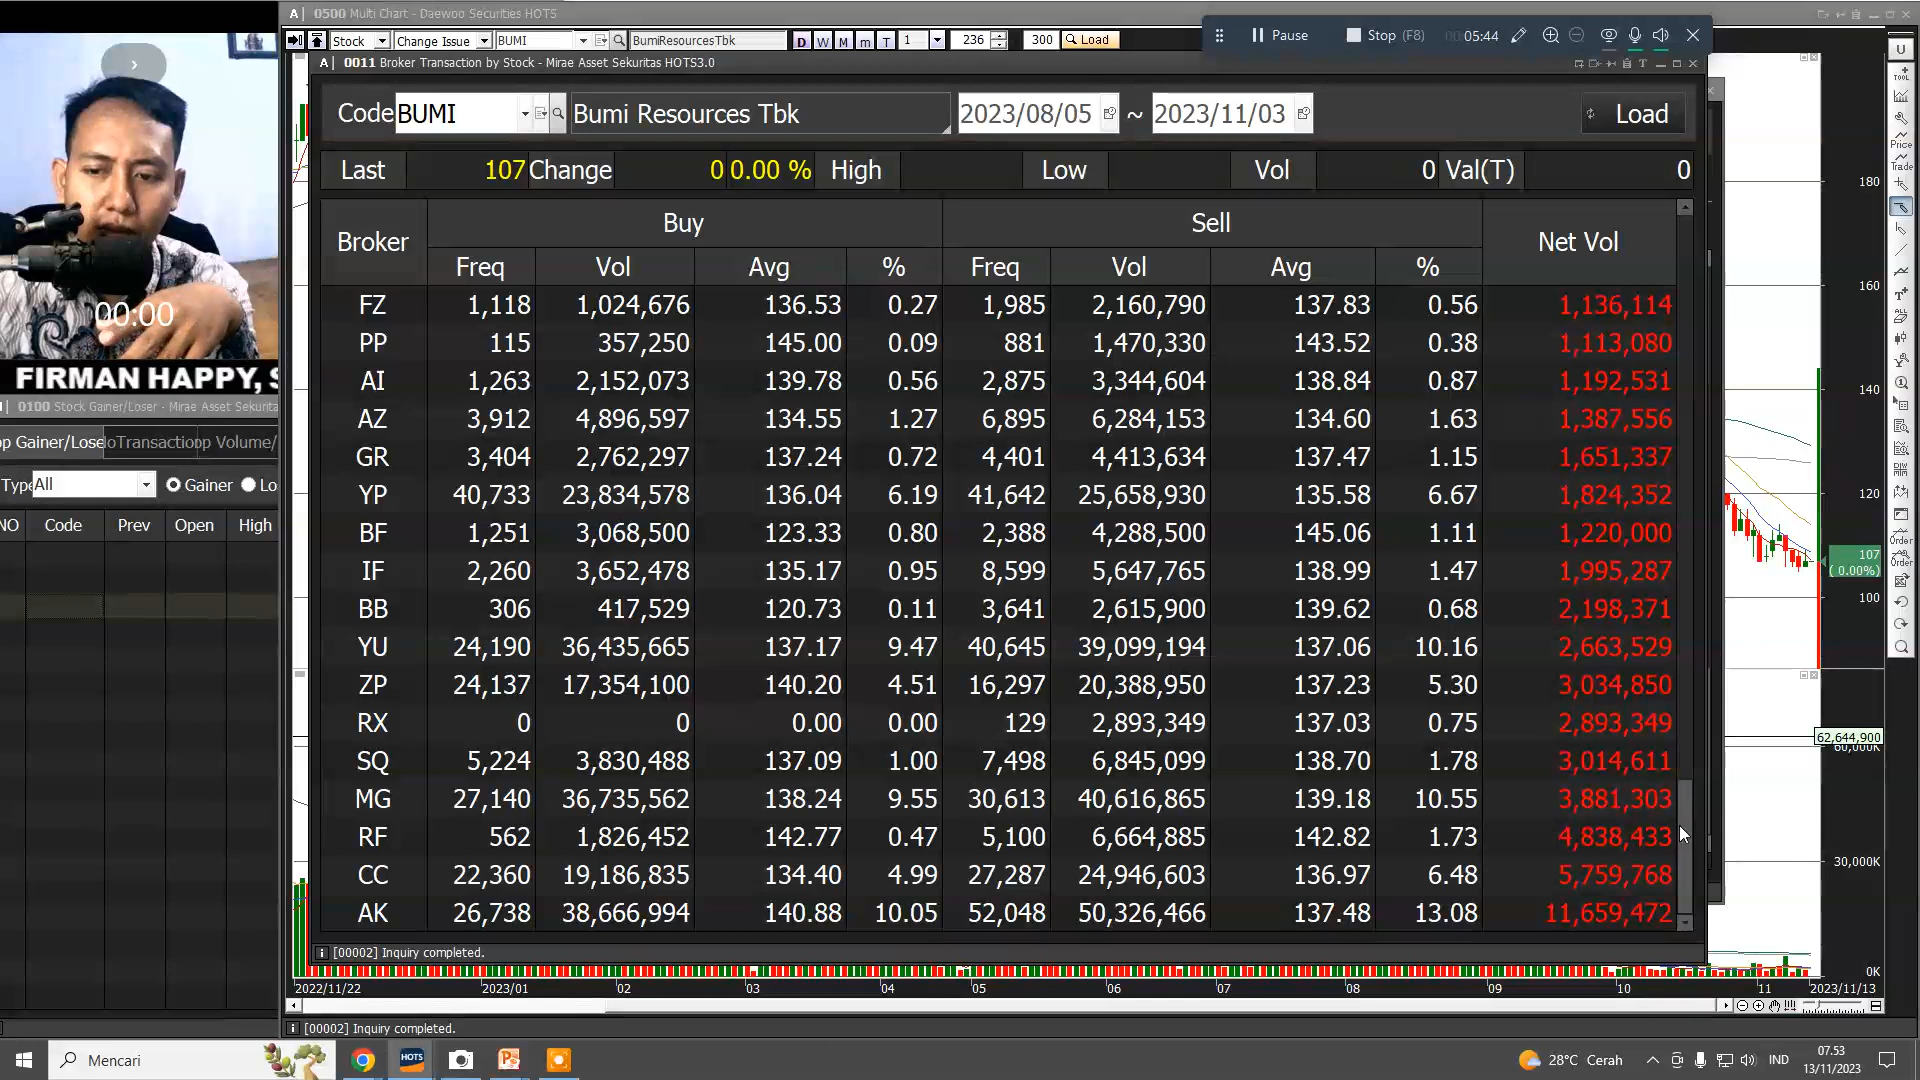 A 0500 Multi Chart - Daewoo Securities HOTS
Stock Change Issue BUMI BumiResourcesTbk D W M m T 1 236 300 Load
Pause Stop (F8) 00:05:44
A 0011 Broker Transaction by Stock - Mirae Asset Sekuritas HOTS3.0
Code BUMI Bumi Resources Tbk 2023/08/05 ~ 2023/11/03 Load
Last 107 Change 0 0.00 % High Low Vol 0 Val(T) 0
Broker Buy Sell Net Vol
Freq Vol Avg % Freq Vol Avg %
FZ 1,118 1,024,676 136.53 0.27 1,985 2,160,790 137.83 0.56 1,136,114
PP 115 357,250 145.00 0.09 881 1,470,330 143.52 0.38 1,113,080
AI 1,263 2,152,073 139.78 0.56 2,875 3,344,604 138.84 0.87 1,192,531
AZ 3,912 4,896,597 134.55 1.27 6,895 6,284,153 134.60 1.63 1,387,556
GR 3,404 2,762,297 137.24 0.72 4,401 4,413,634 137.47 1.15 1,651,337
YP 40,733 23,834,578 136.04 6.19 41,642 25,658,930 135.58 6.67 1,824,352
BF 1,251 3,068,500 123.33 0.80 2,388 4,288,500 145.06 1.11 1,220,000
IF 2,260 3,652,478 135.17 0.95 8,599 5,647,765 138.99 1.47 1,995,287
BB 306 417,529 120.73 0.11 3,641 2,615,900 139.62 0.68 2,198,371
YU 24,190 36,435,665 137.17 9.47 40,645 39,099,194 137.06 10.16 2,663,529
ZP 24,137 17,354,100 140.20 4.51 16,297 20,388,950 137.23 5.30 3,034,850
RX 0 0 0.00 0.00 129 2,893,349 137.03 0.75 2,893,349
SQ 5,224 3,830,488 137.09 1.00 7,498 6,845,099 138.70 1.78 3,014,611
MG 27,140 36,735,562 138.24 9.55 30,613 40,616,865 139.18 10.55 3,881,303
RF 562 1,826,452 142.77 0.47 5,100 6,664,885 142.82 1.73 4,838,433
CC 22,360 19,186,835 134.40 4.99 27,287 24,946,603 136.97 6.48 5,759,768
AK 26,738 38,666,994 140.88 10.05 52,048 50,326,466 137.48 13.08 11,659,472
[00002] Inquiry completed.
00:00
FIRMAN HAPPY, S
0100 Stock Gainer/Loser - Mirae Asset Sekurita
op Gainer/Lose oTransactio op Volume/
Type All Gainer Lo
NO Code Prev Open High
U
TOOL
Price
Trade
ALL
Order
Order
180
160
140
120
107
( 0.00%)
100
62,644,900
60,000K
30,000K
0K
2022/11/22 2023/01 02 03 04 05 06 07 08 09 10 11 2023/11/13
[00002] Inquiry completed.
Mencari HOTS 28°C Cerah IND 07.53
13/11/2023